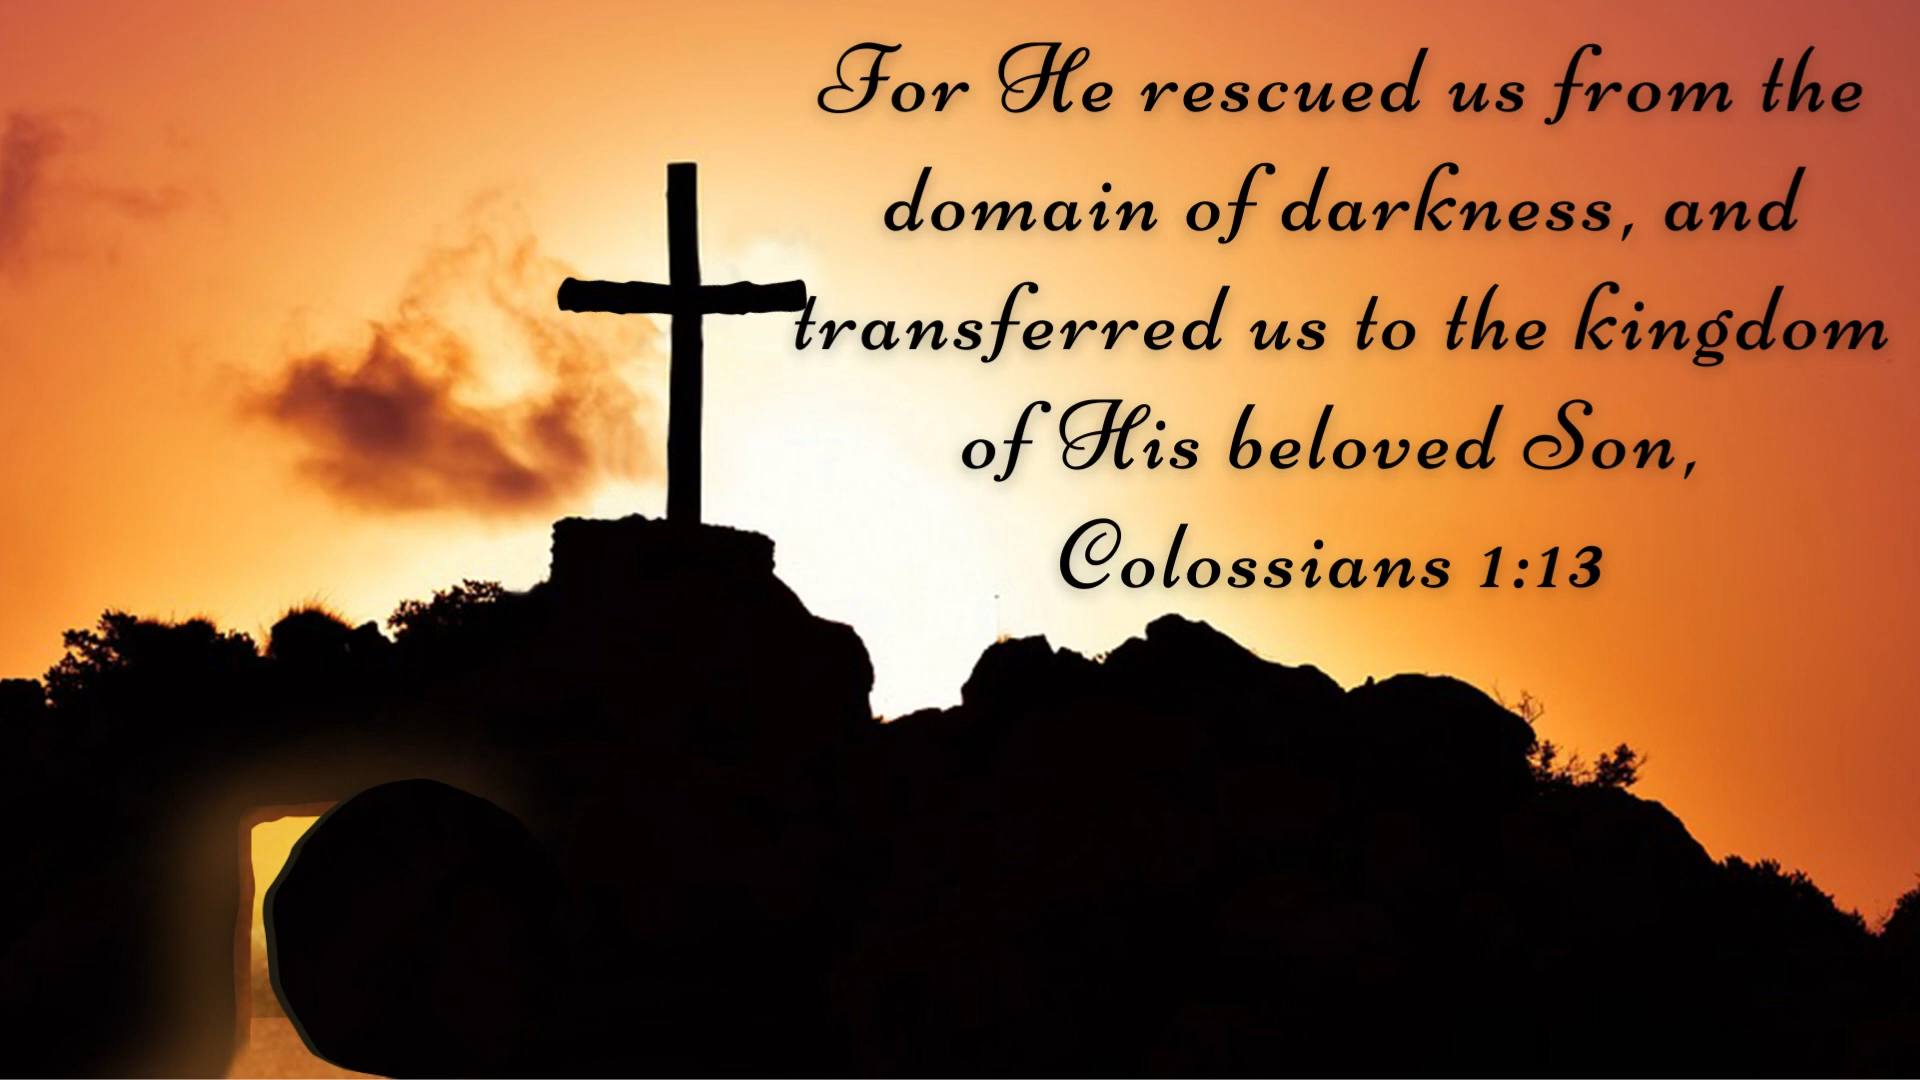 For He rescued us from the
domain of darkness, and
transferred us to the kingdom
of His beloved Son,
Colossians 1:13